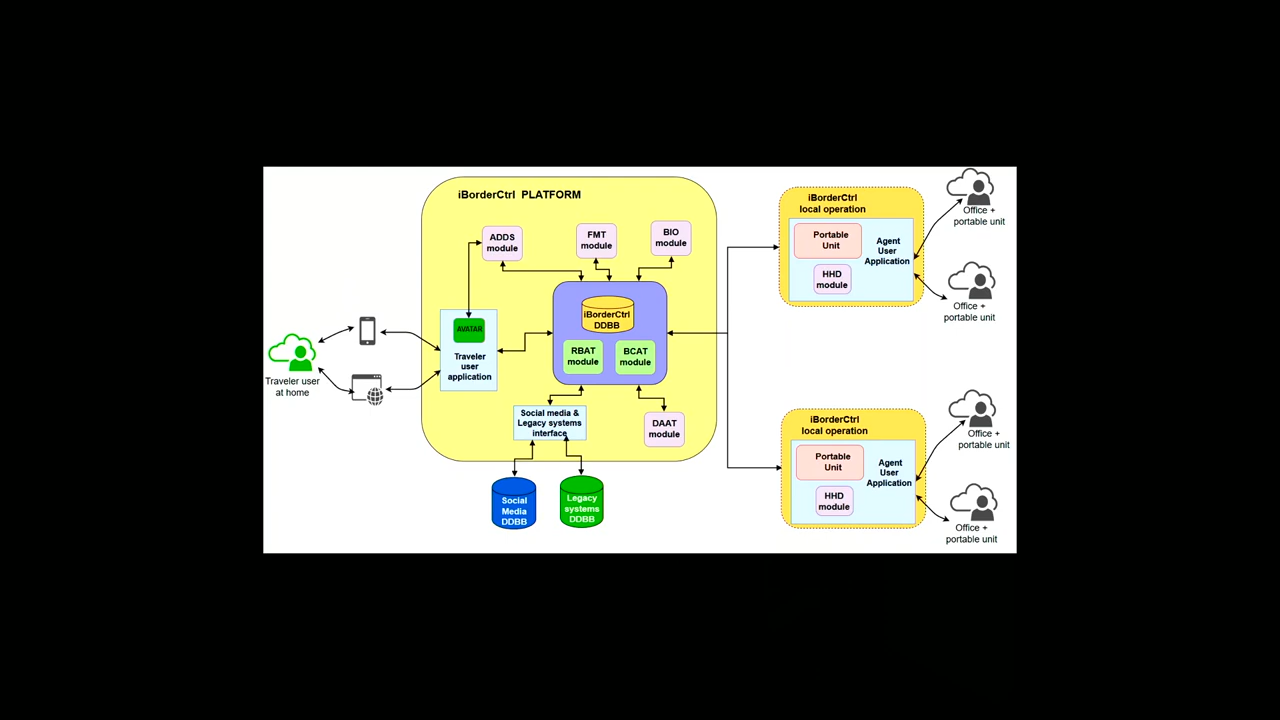 iBorderCtrl PLATFORM
ADDS
module
FMT
module
BIO
module
iBorderCtrl
DDBB
RBAT
module
BCAT
module
AVATAR
Traveler
user
application
Traveler user
at home
Social media &
Legacy systems
interface
DAAT
module
Social
Media
DDBB
Legacy
systems
DDBB
iBorderCtrl
local operation
Portable
Unit
HHD
module
Agent
User
Application
Office +
portable unit
Office +
portable unit
iBorderCtrl
local operation
Portable
Unit
HHD
module
Agent
User
Application
Office +
portable unit
Office +
portable unit